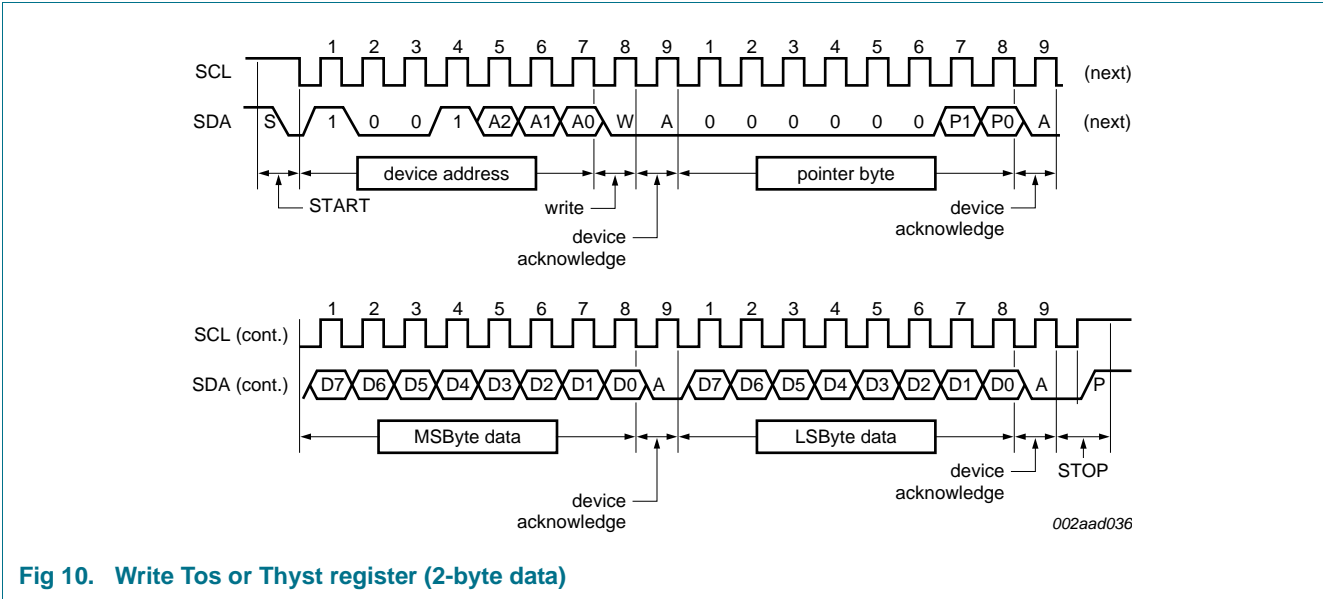 1 2 3 4 5 6 7 8 9 1 2 3 4 5 6 7 8 9
SCL (next)
SDA S 1 0 0 1 A2 A1 A0 W A 0 0 0 0 0 0 P1 P0 A (next)
device address pointer byte
START write device
device acknowledge
acknowledge
1 2 3 4 5 6 7 8 9 1 2 3 4 5 6 7 8 9
SCL (cont.)
SDA (cont.) D7 D6 D5 D4 D3 D2 D1 D0 A D7 D6 D5 D4 D3 D2 D1 D0 A P
MSByte data LSByte data
device STOP
device acknowledge
acknowledge 002aad036
Fig 10. Write Tos or Thyst register (2-byte data)